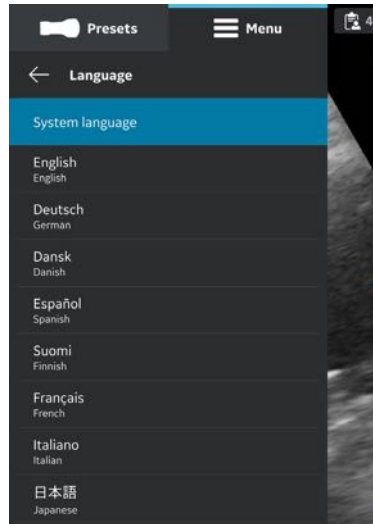 Presets
Menu
4
Language
System language
English
English
Deutsch
German
Dansk
Danish
Español
Spanish
Suomi
Finnish
Français
French
Italiano
Italian
日本語
Japanese